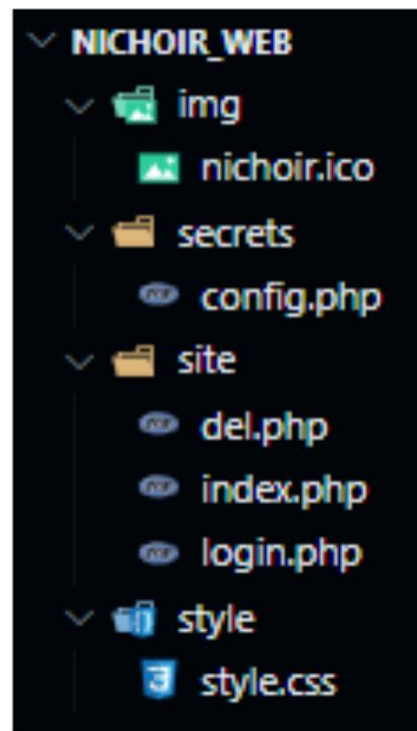 NICHOIR_WEB
img
nichoir.ico
secrets
config.php
site
del.php
index.php
login.php
style
style.css